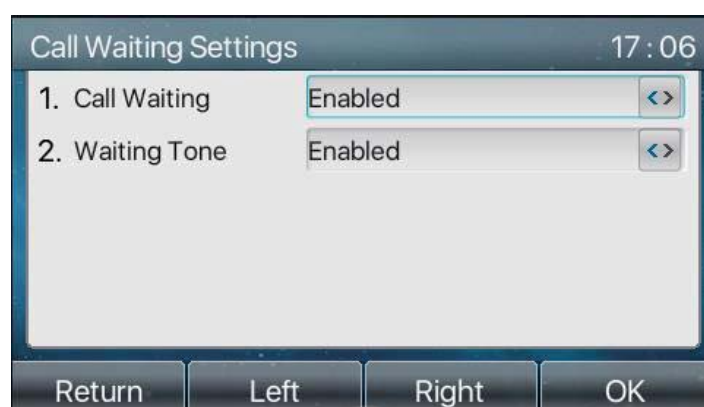 Call Waiting Settings 17 : 06
1. Call Waiting Enabled <>
2. Waiting Tone Enabled <>
Return Left Right OK